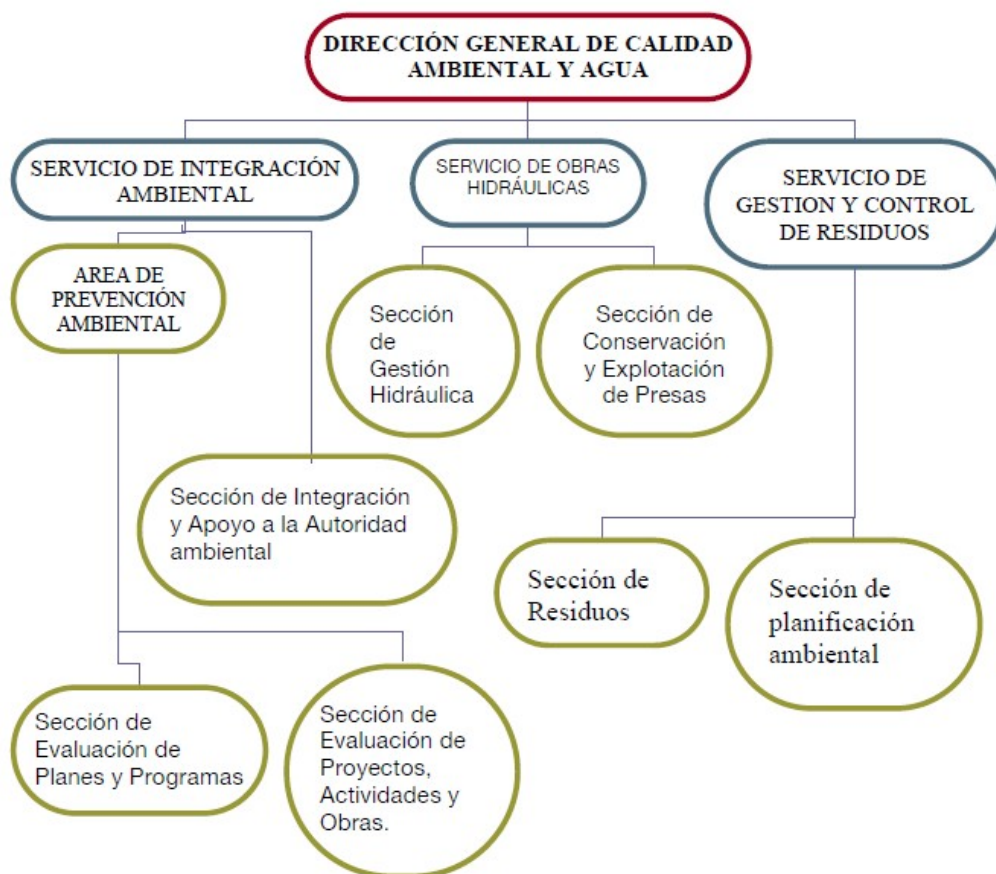 DIRECCIÓN GENERAL DE CALIDAD
AMBIENTAL Y AGUA
SERVICIO DE INTEGRACIÓN
AMBIENTAL
SERVICIO DE OBRAS
HIDRÁULICAS
SERVICIO DE
GESTION Y CONTROL
DE RESIDUOS
AREA DE
PREVENCIÓN
AMBIENTAL
Sección
de
Gestión
Hidráulica
Sección de
Conservación
y Explotación
de Presas
Sección de Integración
y Apoyo a la Autoridad
ambiental
Sección de
Residuos
Sección de
planificación
ambiental
Sección de
Evaluación de
Planes y Programas
Sección de
Evaluación de
Proyectos,
Actividades y
Obras.